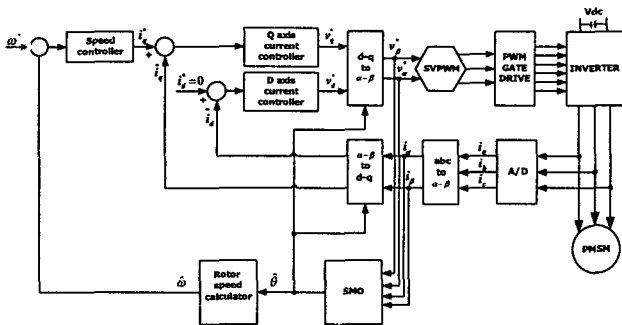 Vdc
ω*
Speed
controller
i*q
+
Q axis
current
controller
v*q
d-q
to
α-β
v*β
v*α
SVPWM
PWM
GATE
DRIVE
INVERTER
i*d=0
+
D axis
current
controller
v*d
iq
id
α-β
to
d-q
iα
iβ
abc
to
α-β
ia
ib
ic
A/D
PMSM
ω̂
Rotor
speed
calculator
θ̂
SMO